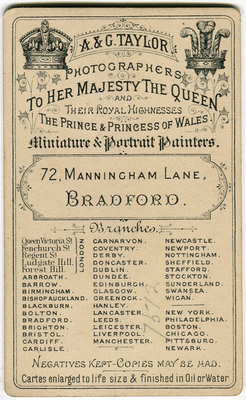 A. & G. TAYLOR
PHOTOGRAPHERS
TO HER MAJESTY THE QUEEN
AND
THEIR ROYAL HIGHNESSES
THE PRINCE & PRINCESS OF WALES.
Miniature & Portrait Painters.
72, MANNINGHAM LANE,
BRADFORD.
Branches.
Queen Victoria St
Fenchurch St
Regent St
Ludgate Hill.
Forest Hill.
LONDON
ARBROATH.
BARROW.
BIRMINGHAM.
BISHOP AUCKLAND.
BLACKBURN.
BOLTON.
BRADFORD.
BRIGHTON.
BRISTOL.
CARDIFF.
CARLISLE.
CARNARVON.
COVENTRY.
DERBY.
DONCASTER.
DUBLIN.
DUNDEE.
EDINBURGH.
GLASGOW.
GREENOCK.
HANLEY.
LANCASTER.
LEEDS.
LEICESTER.
LIVERPOOL.
MANCHESTER.
NEWCASTLE.
NEWPORT.
NOTTINGHAM.
SHEFFIELD.
STAFFORD.
STOCKTON.
SUNDERLAND.
SWANSEA.
WIGAN.
NEW YORK.
PHILADELPHIA.
BOSTON.
CHICAGO.
PITTSBURG.
NEWARK.
NEGATIVES KEPT-COPIES MAY BE HAD.
Cartes enlarged to life size & finished in Oil or Water